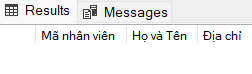 Results Messages
Mã nhân viên Họ và Tên Địa chỉ